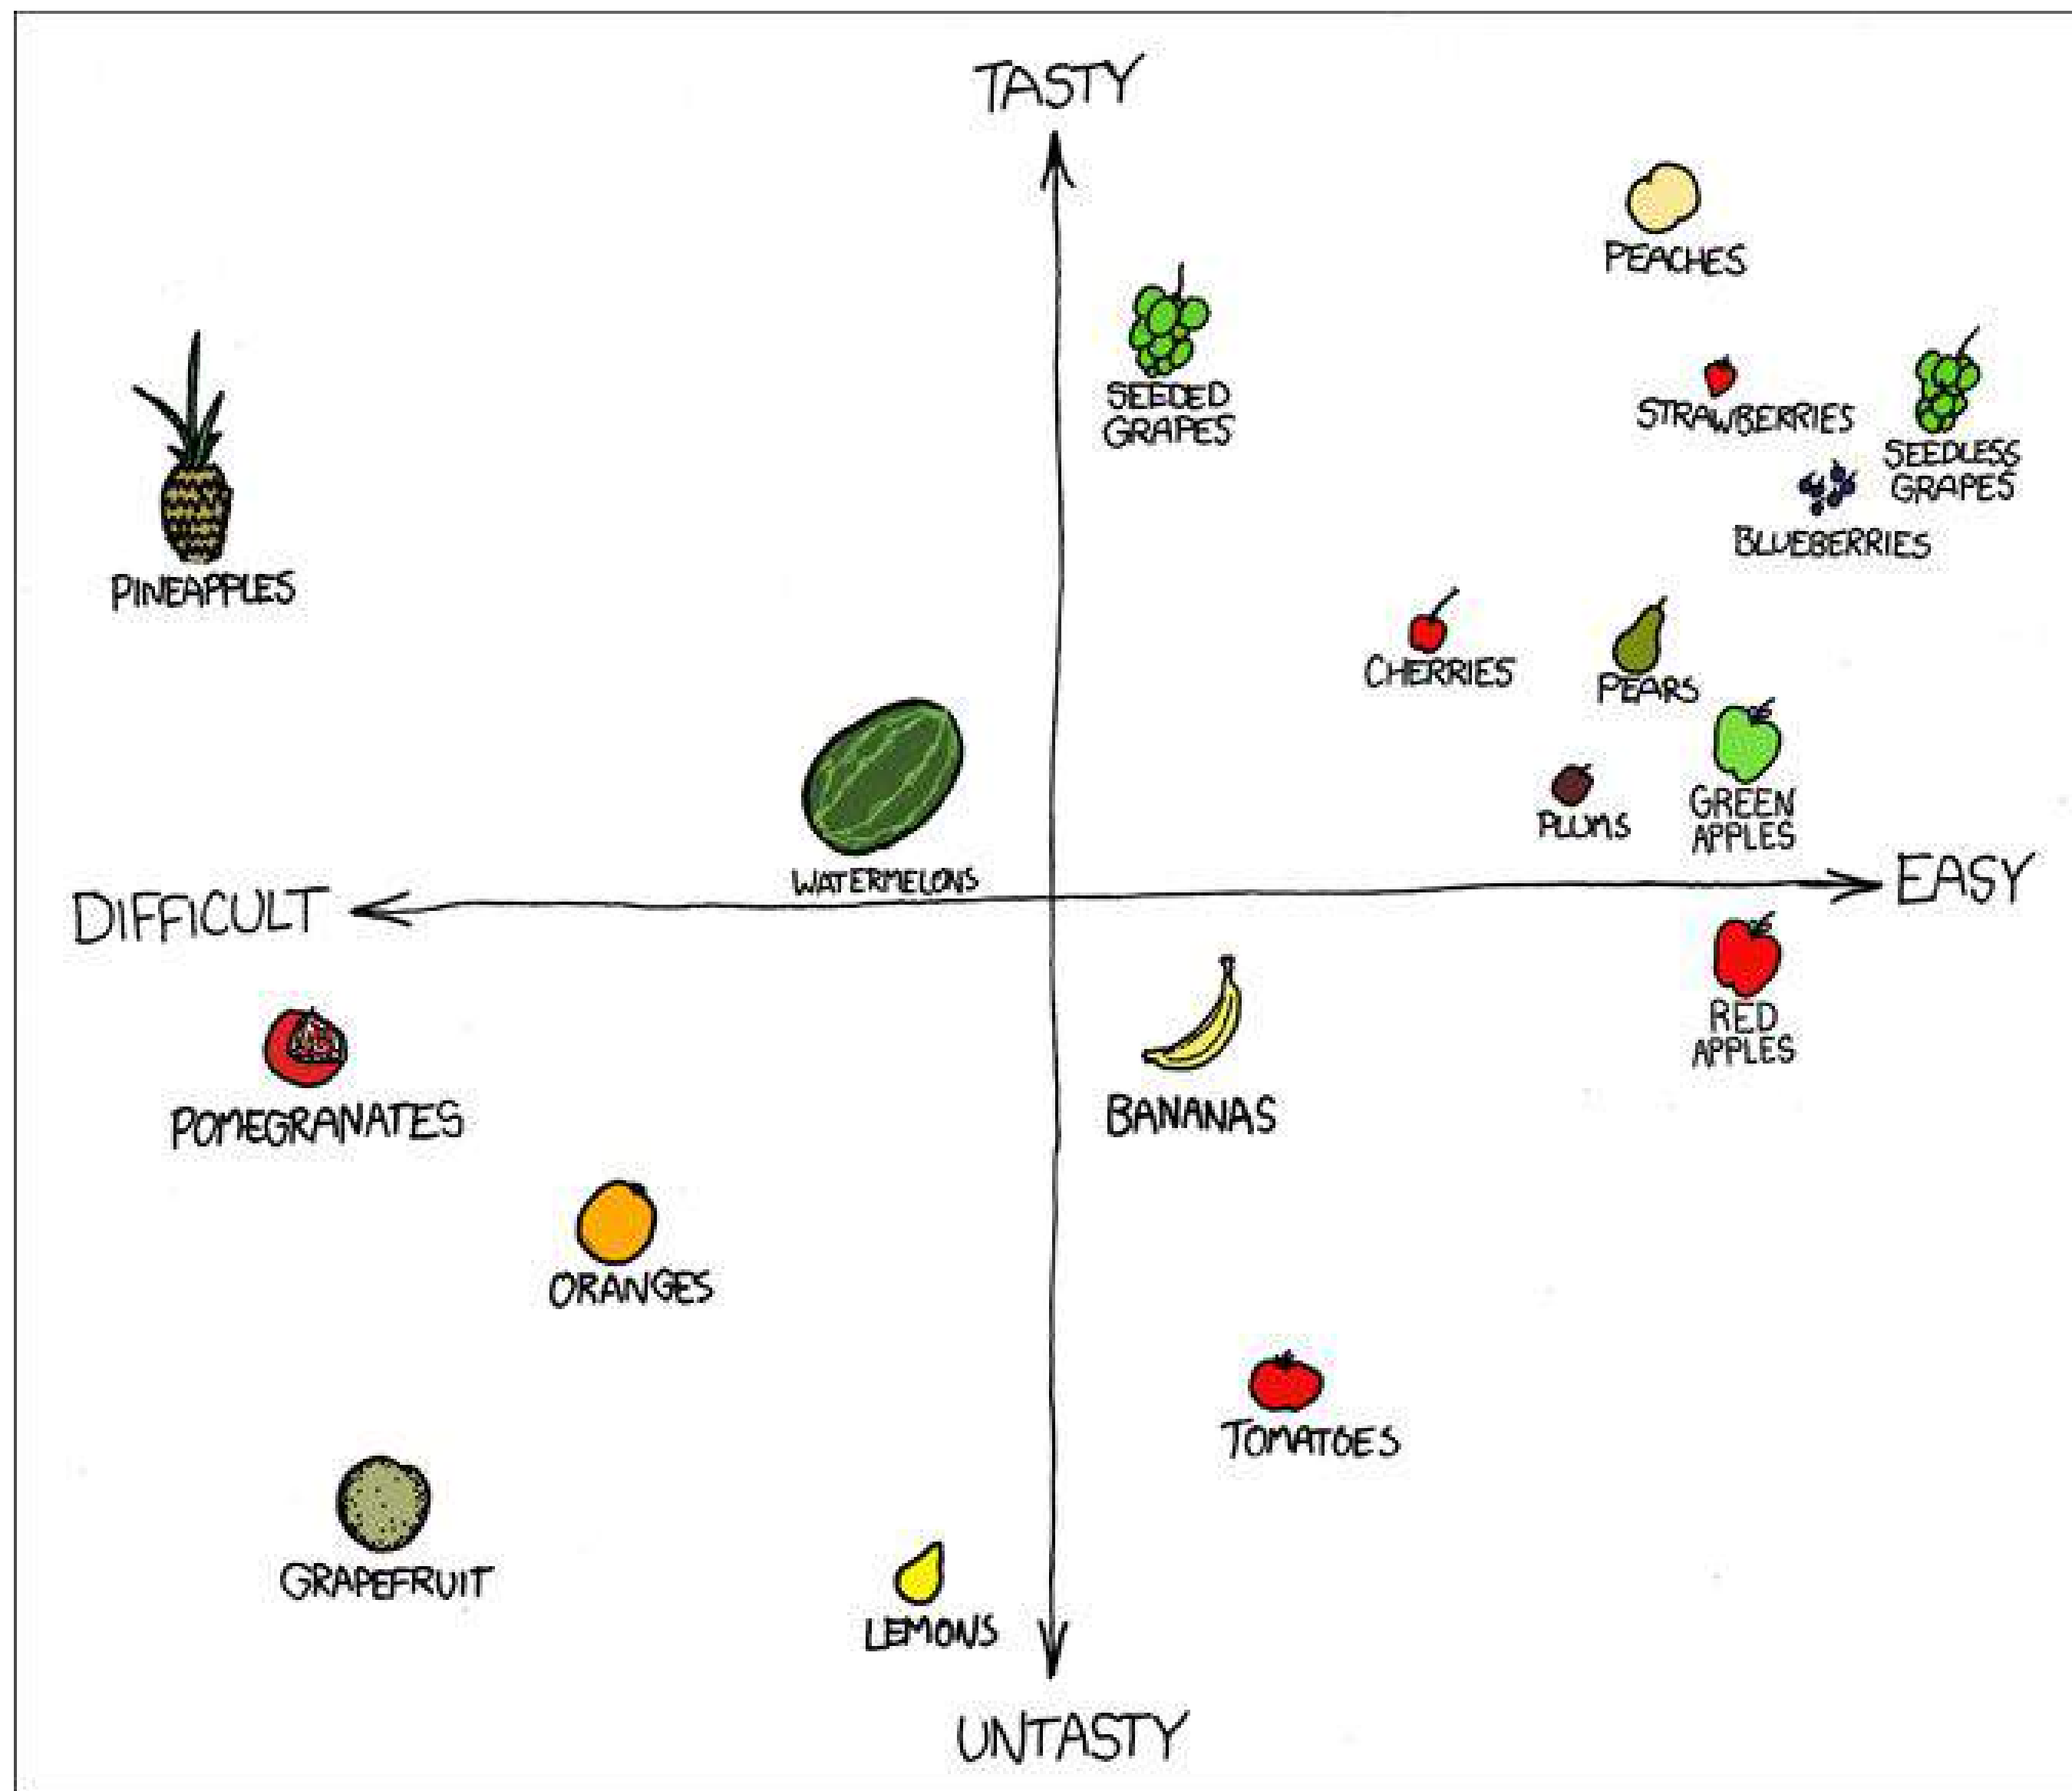 TASTY
PEACHES
SEEDED
GRAPES
STRAWBERRIES
SEEDLESS
GRAPES
BLUEBERRIES
PINEAPPLES
CHERRIES
PEARS
GREEN
APPLES
PLUMS
WATERMELONS
DIFFICULT
EASY
RED
APPLES
POMEGRANATES
BANANAS
ORANGES
TOMATOES
GRAPEFRUIT
LEMONS
UNTASTY